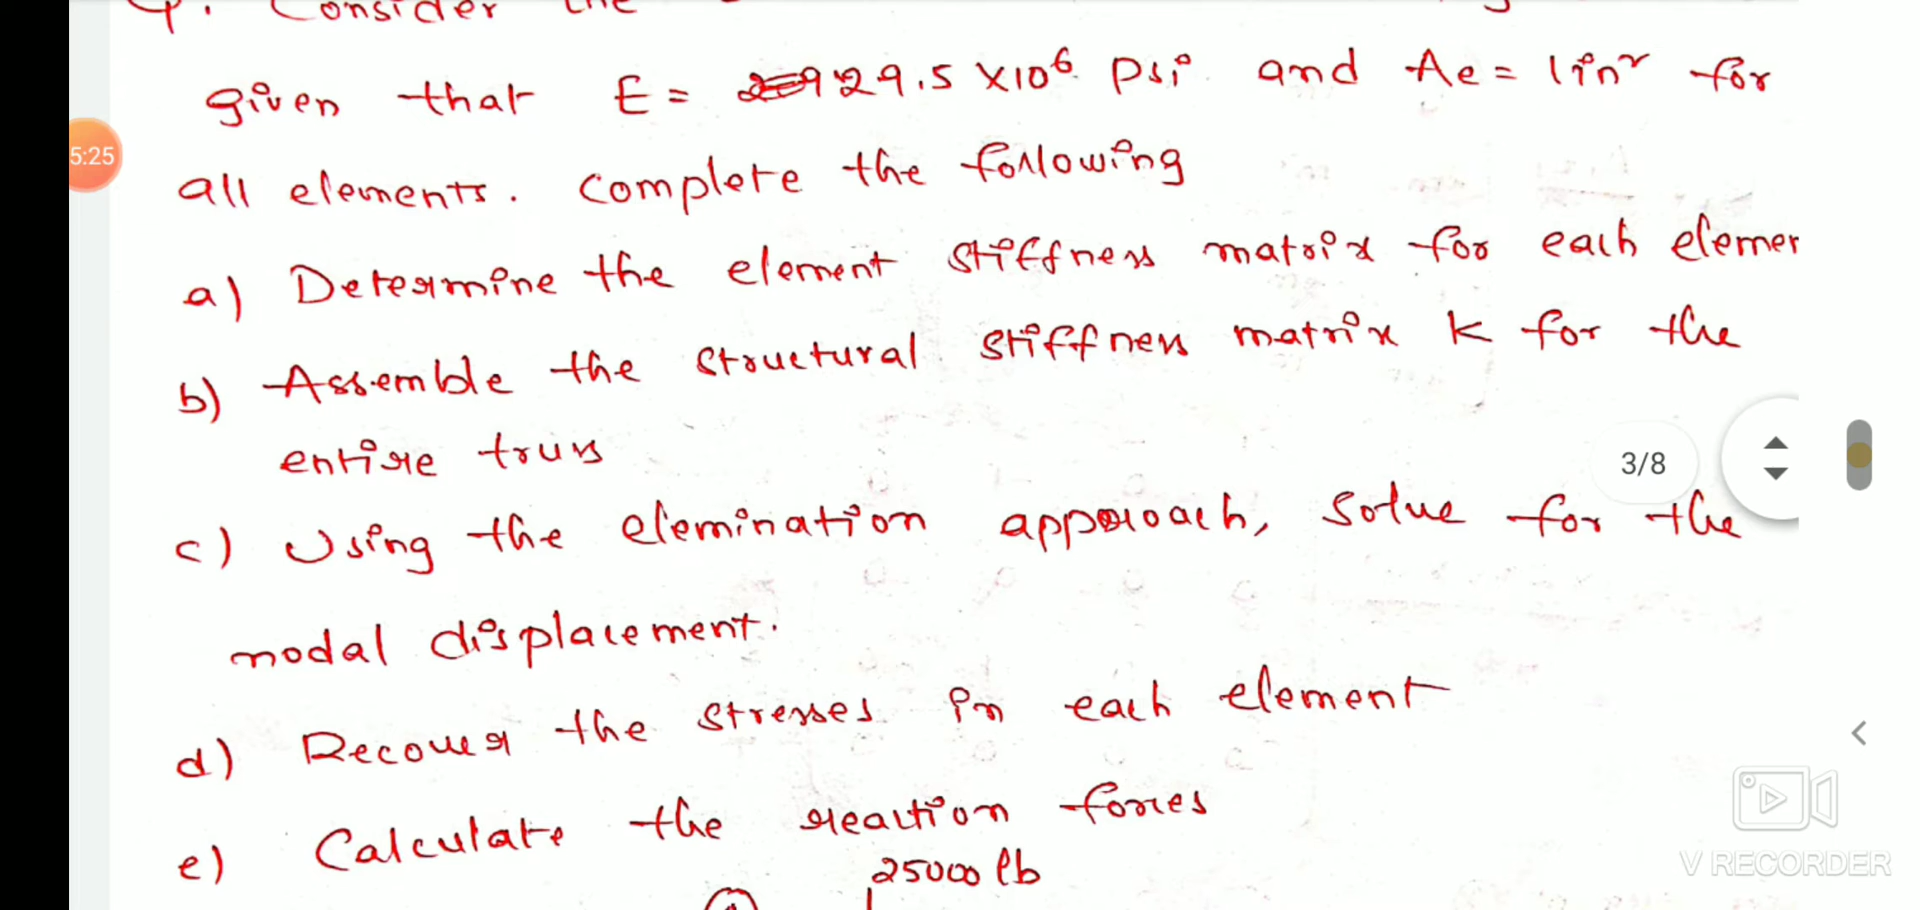 Consider the
given that E = 29.5 X10⁶ Psi and Ae = 1in² for
5:25
all elements. Complete the following
a) Determine the element stiffness matrix for each elemen
b) Assemble the structural stiffness matrix K for the
entire truss
3/8
c) Using the elemination approach, solve for the
nodal displacement.
d) Recover the stresses in each element
e) Calculate the reaction forces
25000 lb
V RECORDER